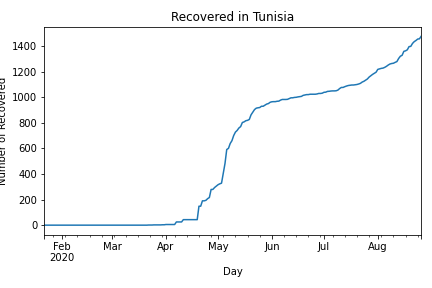 Recovered in Tunisia
Number of Recovered
1400
1200
1000
800
600
400
200
0
Feb
2020
Mar
Apr
May
Jun
Jul
Aug
Day